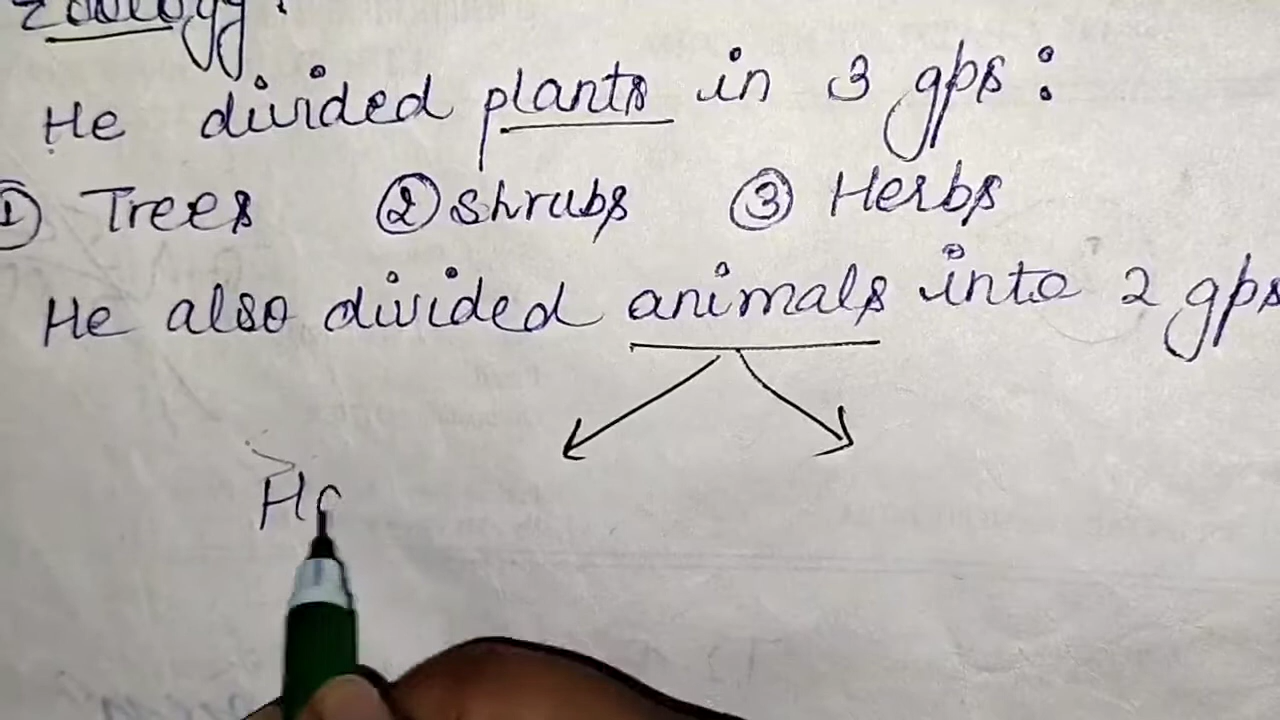 Zoology.
He divided plants in 3 gps:
① Trees ② Shrubs ③ Herbs
He also divided animals into 2 gps